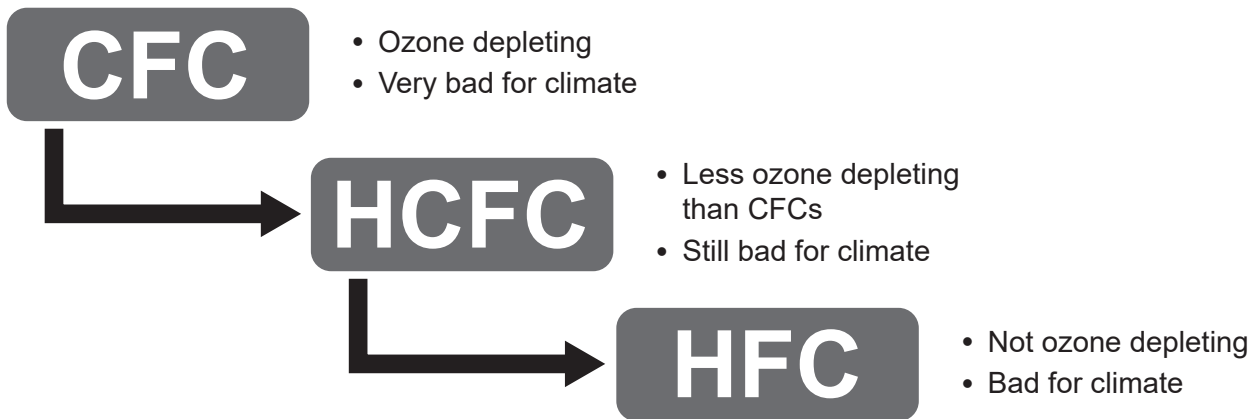 CFC
• Ozone depleting
• Very bad for climate
HCFC
• Less ozone depleting
than CFCs
• Still bad for climate
HFC
• Not ozone depleting
• Bad for climate